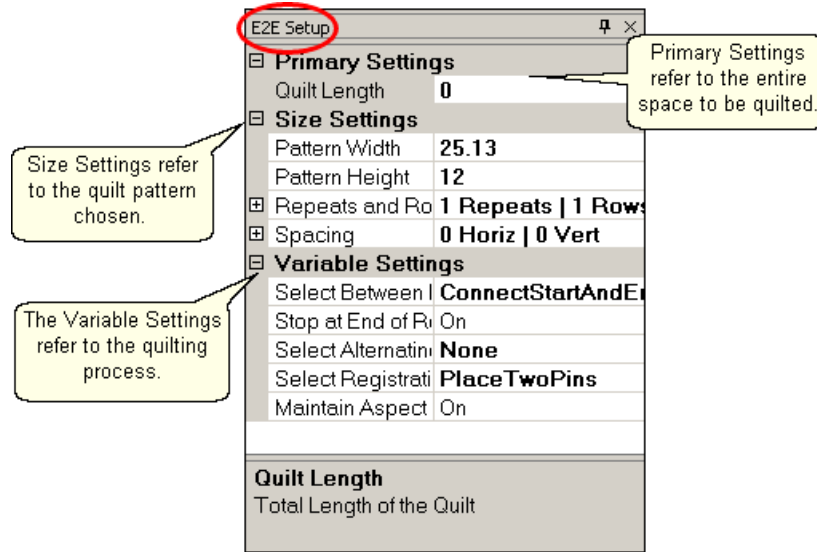 E2E Setup
Primary Settings
Quilt Length 0
Size Settings
Pattern Width 25.13
Pattern Height 12
Repeats and Ro 1 Repeats | 1 Rows
Spacing 0 Horiz | 0 Vert
Variable Settings
Select Between ConnectStartAndE
Stop at End of R On
Select Alternatin None
Select Registrati PlaceTwoPins
Maintain Aspect On
Quilt Length
Total Length of the Quilt
Primary Settings
refer to the entire
space to be quilted.
Size Settings refer
to the quilt pattern
chosen.
The Variable Settings
refer to the quilting
process.